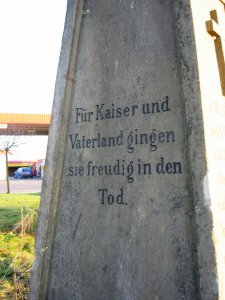 Für Kaiser und
Vaterland gingen
sie freudig in den
Tod.